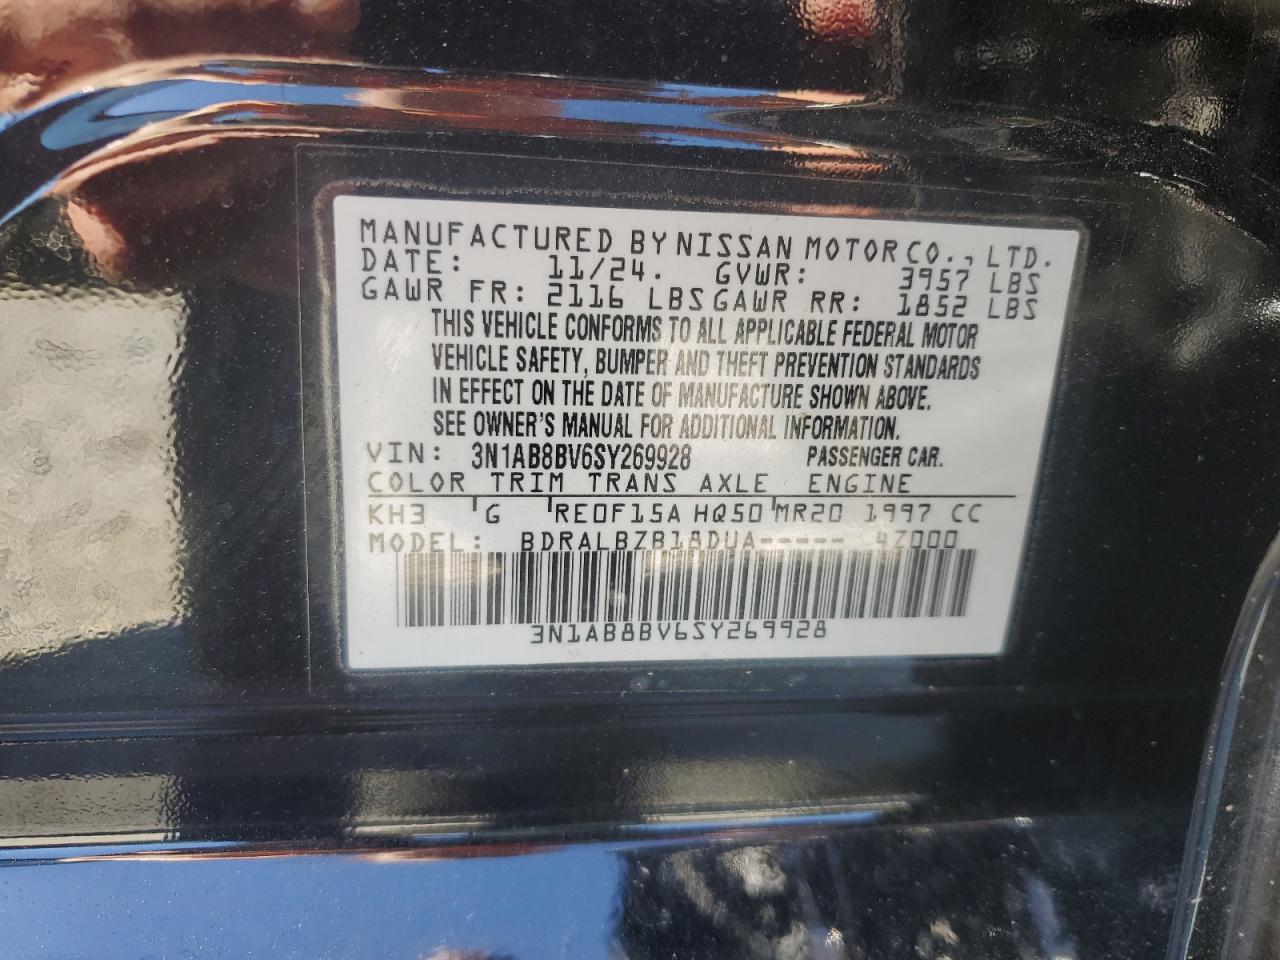 MANUFACTURED BY NISSAN MOTOR CO., LTD.
DATE: 11/24. GVWR: 3957 LBS
GAWR FR: 2116 LBS GAWR RR: 1852 LBS
THIS VEHICLE CONFORMS TO ALL APPLICABLE FEDERAL MOTOR
VEHICLE SAFETY, BUMPER AND THEFT PREVENTION STANDARDS
IN EFFECT ON THE DATE OF MANUFACTURE SHOWN ABOVE.
SEE OWNER'S MANUAL FOR ADDITIONAL INFORMATION.
VIN: 3N1AB8BV6SY269928 PASSENGER CAR.
COLOR TRIM TRANS AXLE ENGINE
KH3 G RE0F15A HQ50 MR20 1997 CC
MODEL: BDRALBZB18DUA----- 4Z000
3N1AB8BV6SY269928